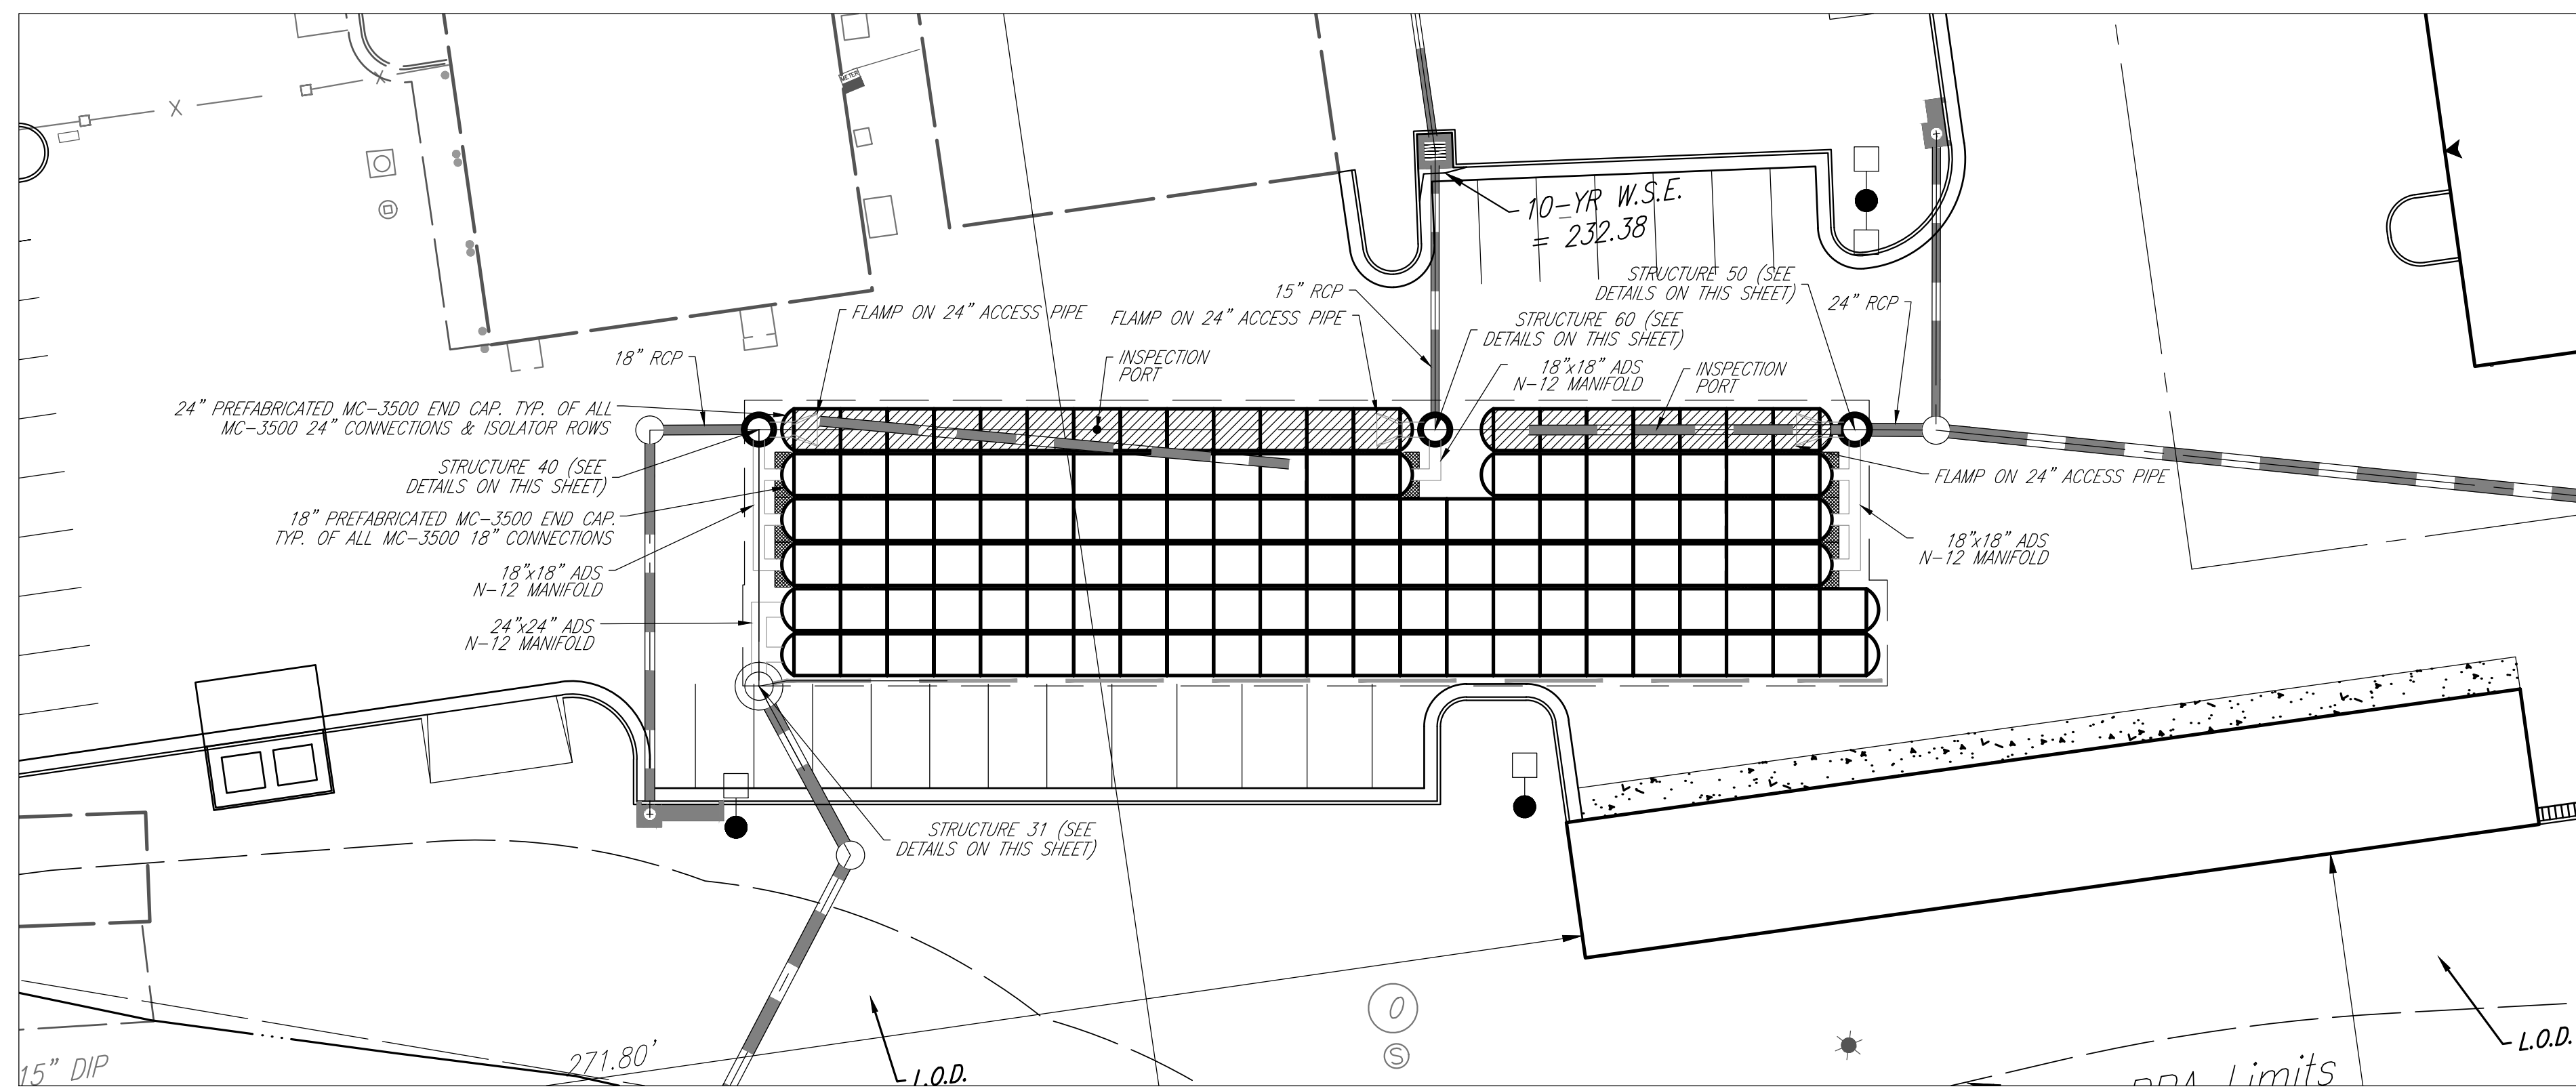 METER
X
X
10-YR W.S.E.
= 232.38
STRUCTURE 50 (SEE
DETAILS ON THIS SHEET)
15" RCP
24" RCP
FLAMP ON 24" ACCESS PIPE
FLAMP ON 24" ACCESS PIPE
STRUCTURE 60 (SEE
DETAILS ON THIS SHEET)
18" RCP
INSPECTION
PORT
18"x18" ADS
N-12 MANIFOLD
INSPECTION
PORT
24" PREFABRICATED MC-3500 END CAP. TYP. OF ALL
MC-3500 24" CONNECTIONS & ISOLATOR ROWS
STRUCTURE 40 (SEE
DETAILS ON THIS SHEET)
FLAMP ON 24" ACCESS PIPE
18" PREFABRICATED MC-3500 END CAP.
TYP. OF ALL MC-3500 18" CONNECTIONS
18"x18" ADS
N-12 MANIFOLD
18"x18" ADS
N-12 MANIFOLD
24"x24" ADS
N-12 MANIFOLD
STRUCTURE 31 (SEE
DETAILS ON THIS SHEET)
O
S
271.80'
15" DIP
L.O.D.
L.O.D.
Limits